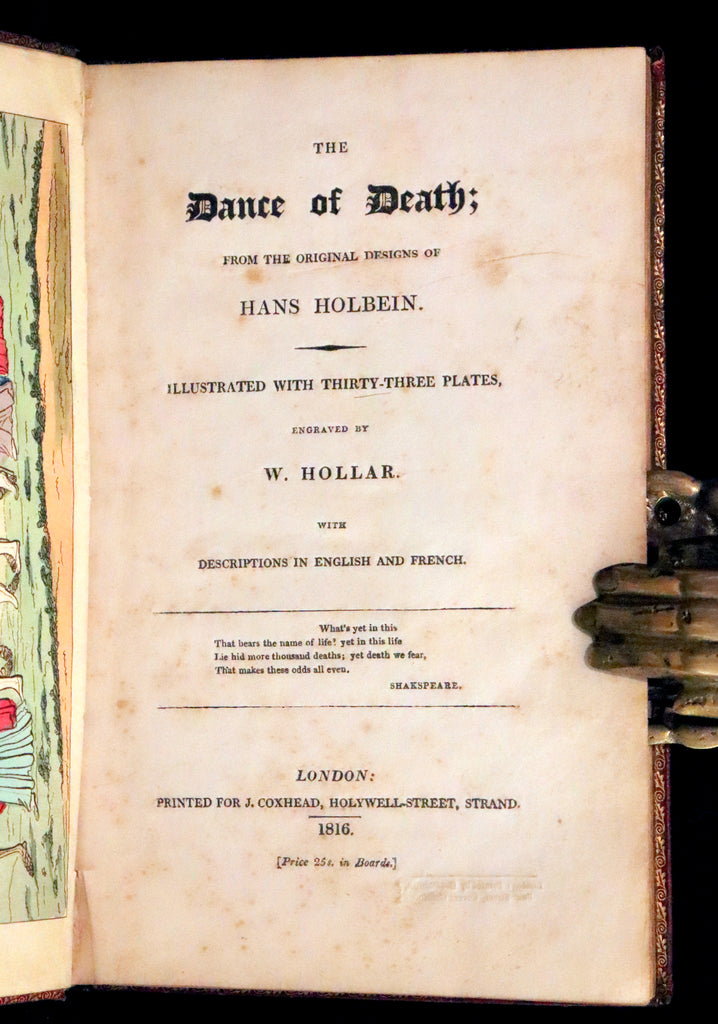 THE
Dance of Death;
FROM THE ORIGINAL DESIGNS OF
HANS HOLBEIN.
ILLUSTRATED WITH THIRTY-THREE PLATES,
ENGRAVED BY
W. HOLLAR.
WITH
DESCRIPTIONS IN ENGLISH AND FRENCH.
What's yet in this
That bears the name of life? yet in this life
Lie hid more thousand deaths; yet death we fear,
That makes these odds all even.
SHAKSPEARE.
LONDON:
PRINTED FOR J. COXHEAD, HOLYWELL-STREET, STRAND.
1816.
[Price 25s. in Boards.]